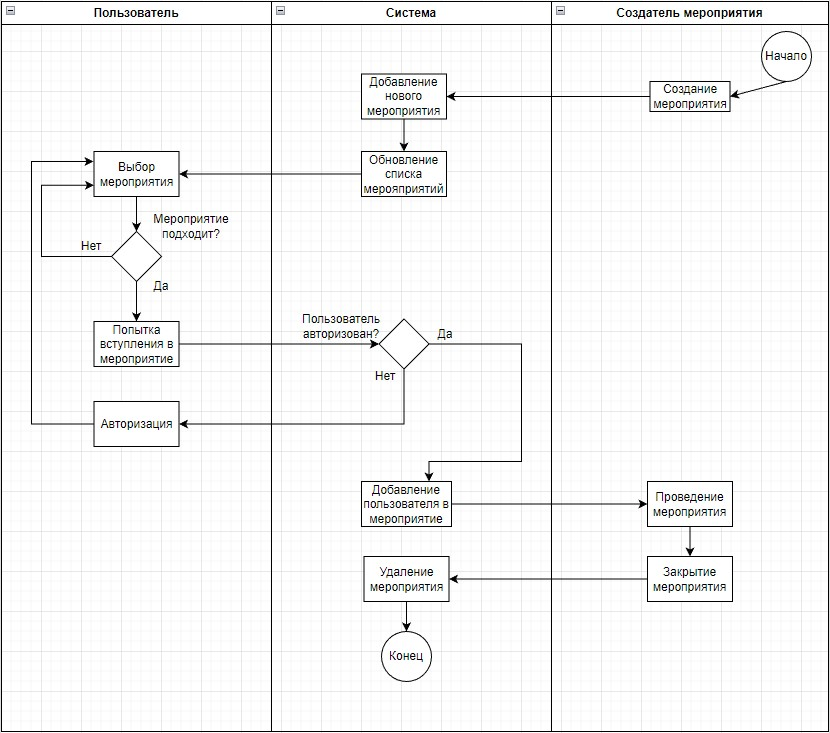 Пользователь
Система
Создатель мероприятия
Начало
Создание
мероприятия
Добавление
нового
мероприятия
Обновление
списка
мерояприятий
Выбор
мероприятия
Мероприятие
подходит?
Нет
Да
Попытка
вступления в
мероприятие
Пользователь
авторизован?
Да
Нет
Авторизация
Добавление
пользователя в
мероприятие
Проведение
мероприятия
Закрытие
мероприятия
Удаление
мероприятия
Конец